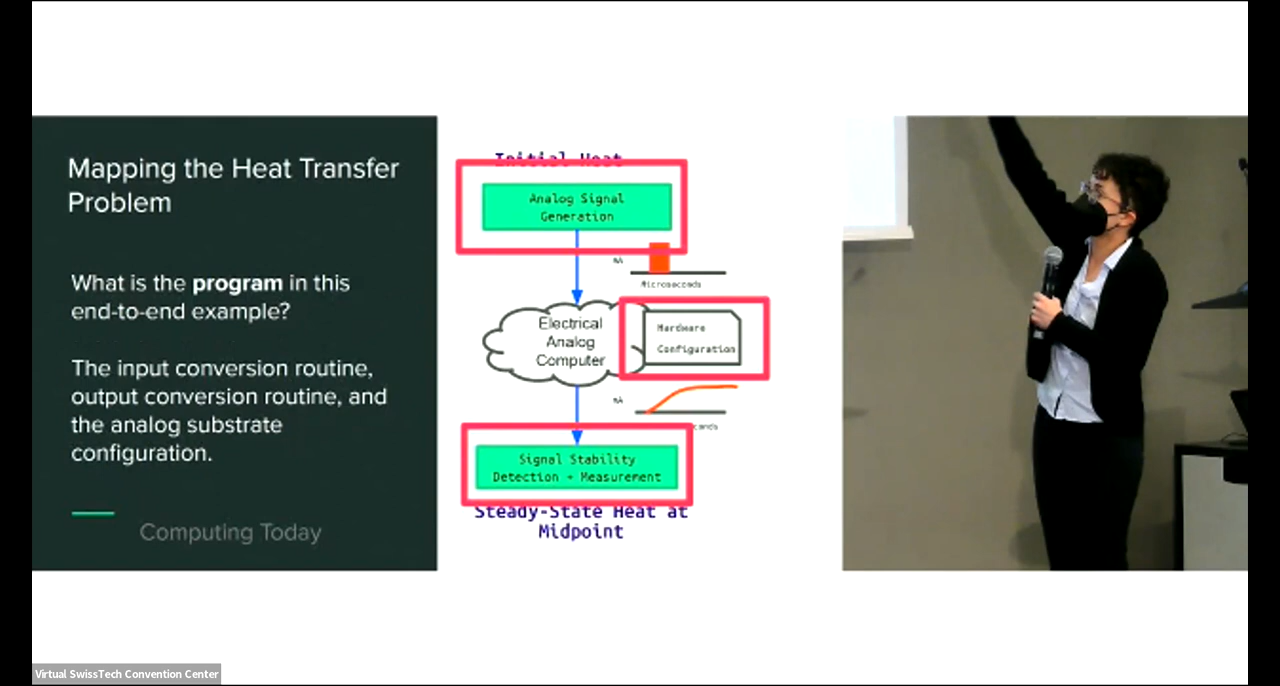 Mapping the Heat Transfer
Problem
What is the program in this
end-to-end example?
The input conversion routine,
output conversion routine, and
the analog substrate
configuration.
Computing Today
Initial Heat
Analog Signal
Generation
Microseconds
Electrical
Analog
Computer
Hardware
Configuration
Signal Stability
Detection + Measurement
Steady-State Heat at
Midpoint
Virtual SwissTech Convention Center